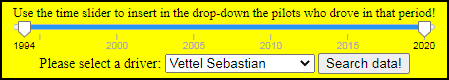 Use the time slider to insert in the drop-down the pilots who drove in that period!
1994 2000 2005 2010 2015 2020
Please select a driver: Vettel Sebastian Search data!